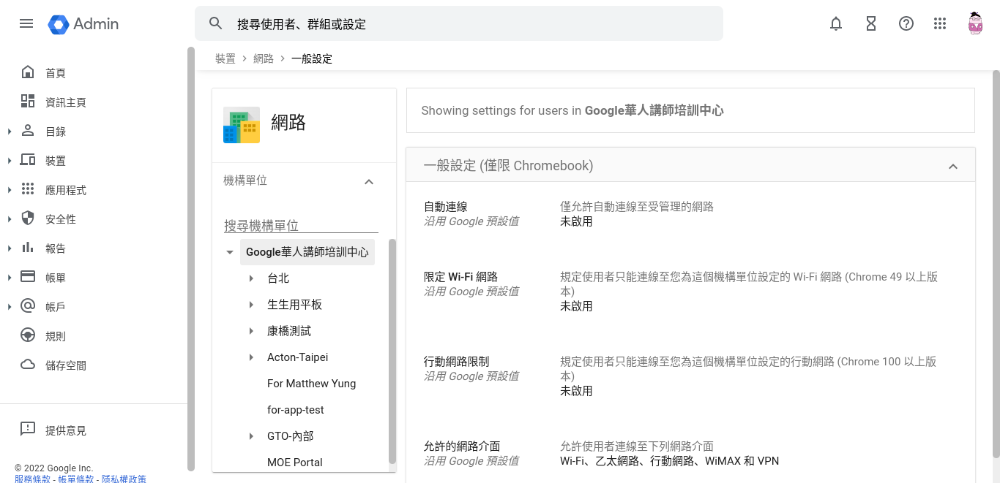 Admin
搜尋使用者、群組或設定
裝置 > 網路 > 一般設定
首頁
資訊主頁
目錄
裝置
應用程式
安全性
報告
帳單
帳戶
規則
儲存空間
提供意見
© 2022 Google Inc.
服務條款 - 帳單條款 - 隱私權政策
網路
機構單位
搜尋機構單位
Google華人講師培訓中心
台北
生生用平板
康橋測試
Acton-Taipei
For Matthew Yung
for-app-test
GTO-內部
MOE Portal
Showing settings for users in Google華人講師培訓中心
一般設定 (僅限 Chromebook)
自動連線
沿用 Google 預設值
僅允許自動連線至受管理的網路
未啟用
限定 Wi-Fi 網路
沿用 Google 預設值
規定使用者只能連線至您為這個機構單位設定的 Wi-Fi 網路 (Chrome 49 以上版
本)
未啟用
行動網路限制
沿用 Google 預設值
規定使用者只能連線至您為這個機構單位設定的行動網路 (Chrome 100 以上版
本)
未啟用
允許的網路介面
沿用 Google 預設值
允許使用者連線至下列網路介面
Wi-Fi、乙太網路、行動網路、WiMAX 和 VPN